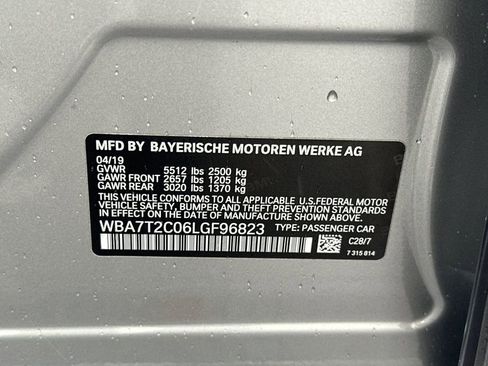 MFD BY BAYERISCHE MOTOREN WERKE AG
04/19
GVWR 5512 lbs 2500 kg
GAWR FRONT 2657 lbs 1205 kg
GAWR REAR 3020 lbs 1370 kg
THIS VEHICLE CONFORMS TO ALL APPLICABLE U.S.FEDERAL MOTOR
VEHICLE SAFETY, BUMPER, AND THEFT PREVENTION STANDARDS
IN EFFECT ON THE DATE OF MANUFACTURE SHOWN ABOVE.
WBA7T2C06LGF96823 TYPE: PASSENGER CAR
C28/7
7 315 814